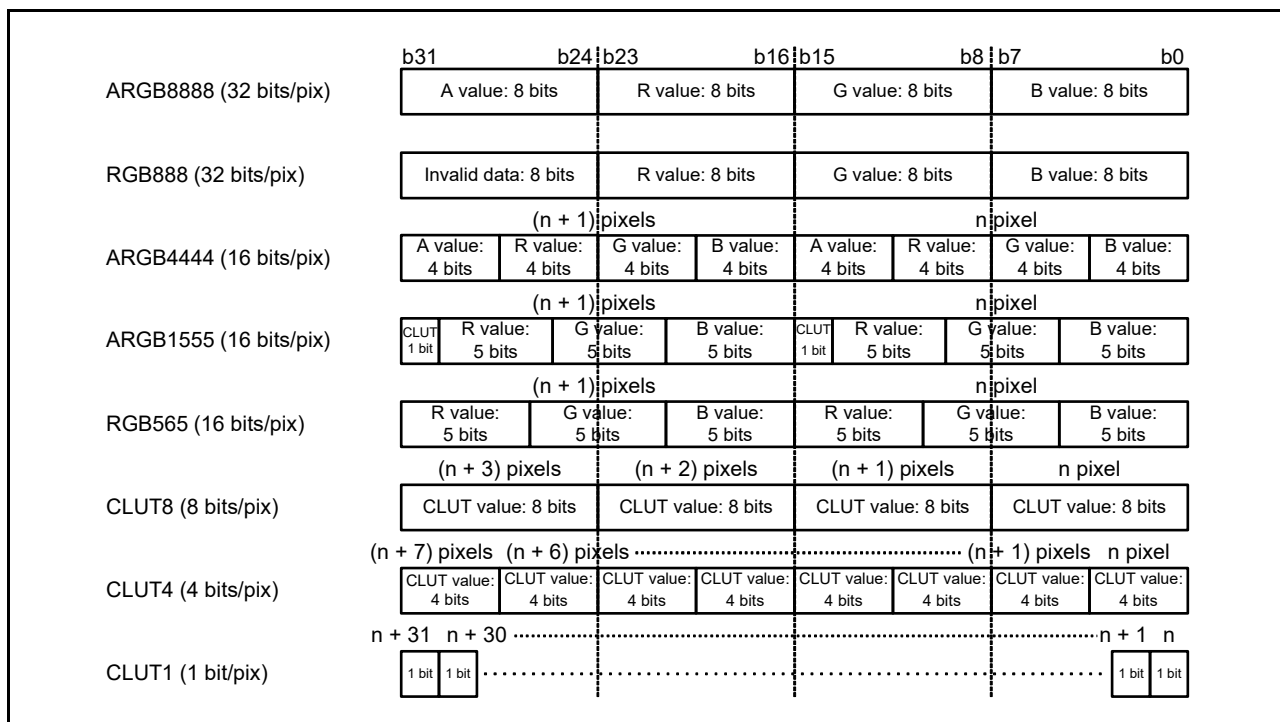 b31 b24 b23 b16 b15 b8 b7 b0
ARGB8888 (32 bits/pix) A value: 8 bits R value: 8 bits G value: 8 bits B value: 8 bits
RGB888 (32 bits/pix) Invalid data: 8 bits R value: 8 bits G value: 8 bits B value: 8 bits
(n + 1) pixels n pixel
ARGB4444 (16 bits/pix) A value: R value: G value: B value: A value: R value: G value: B value:
4 bits 4 bits 4 bits 4 bits 4 bits 4 bits 4 bits 4 bits
(n + 1) pixels n pixel
ARGB1555 (16 bits/pix) CLUT R value: G value: B value: CLUT R value: G value: B value:
1 bit 5 bits 5 bits 5 bits 1 bit 5 bits 5 bits 5 bits
(n + 1) pixels n pixel
RGB565 (16 bits/pix) R value: G value: B value: R value: G value: B value:
5 bits 5 bits 5 bits 5 bits 5 bits 5 bits
(n + 3) pixels (n + 2) pixels (n + 1) pixels n pixel
CLUT8 (8 bits/pix) CLUT value: 8 bits CLUT value: 8 bits CLUT value: 8 bits CLUT value: 8 bits
(n + 7) pixels (n + 6) pixels (n + 1) pixels n pixel
CLUT4 (4 bits/pix) CLUT value: CLUT value: CLUT value: CLUT value: CLUT value: CLUT value: CLUT value: CLUT value:
4 bits 4 bits 4 bits 4 bits 4 bits 4 bits 4 bits 4 bits
n + 31 n + 30 n + 1 n
CLUT1 (1 bit/pix) 1 bit 1 bit 1 bit 1 bit